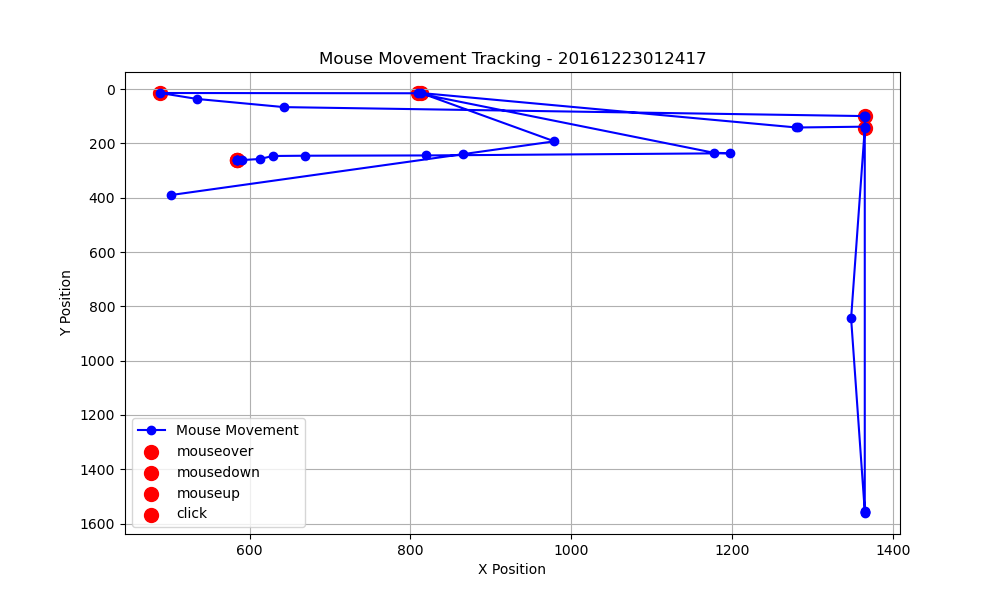 Mouse Movement Tracking - 20161223012417
0
200
400
600
800
1000
1200
1400
1600
Y Position
Mouse Movement
mouseover
mousedown
mouseup
click
600 800 1000 1200 1400
X Position